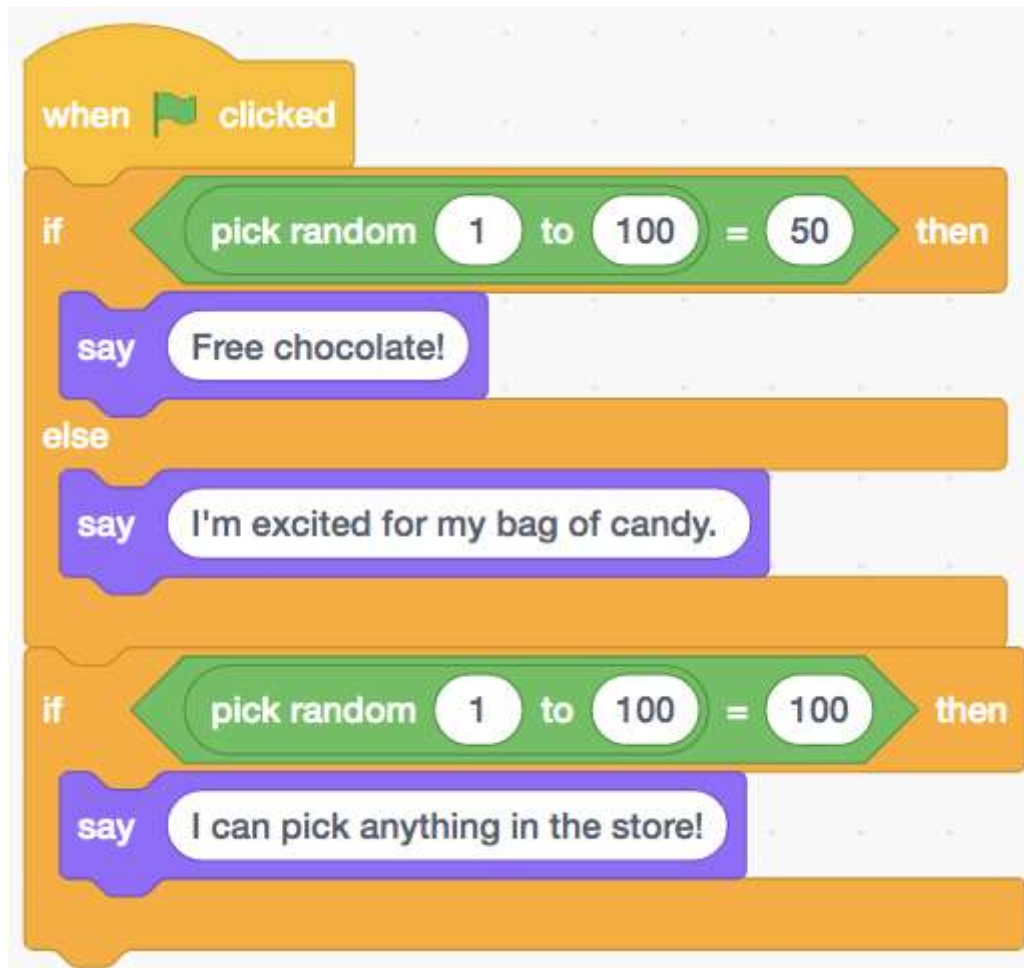 when clicked
if pick random 1 to 100 = 50 then
say Free chocolate!
else
say I'm excited for my bag of candy.
if pick random 1 to 100 = 100 then
say I can pick anything in the store!